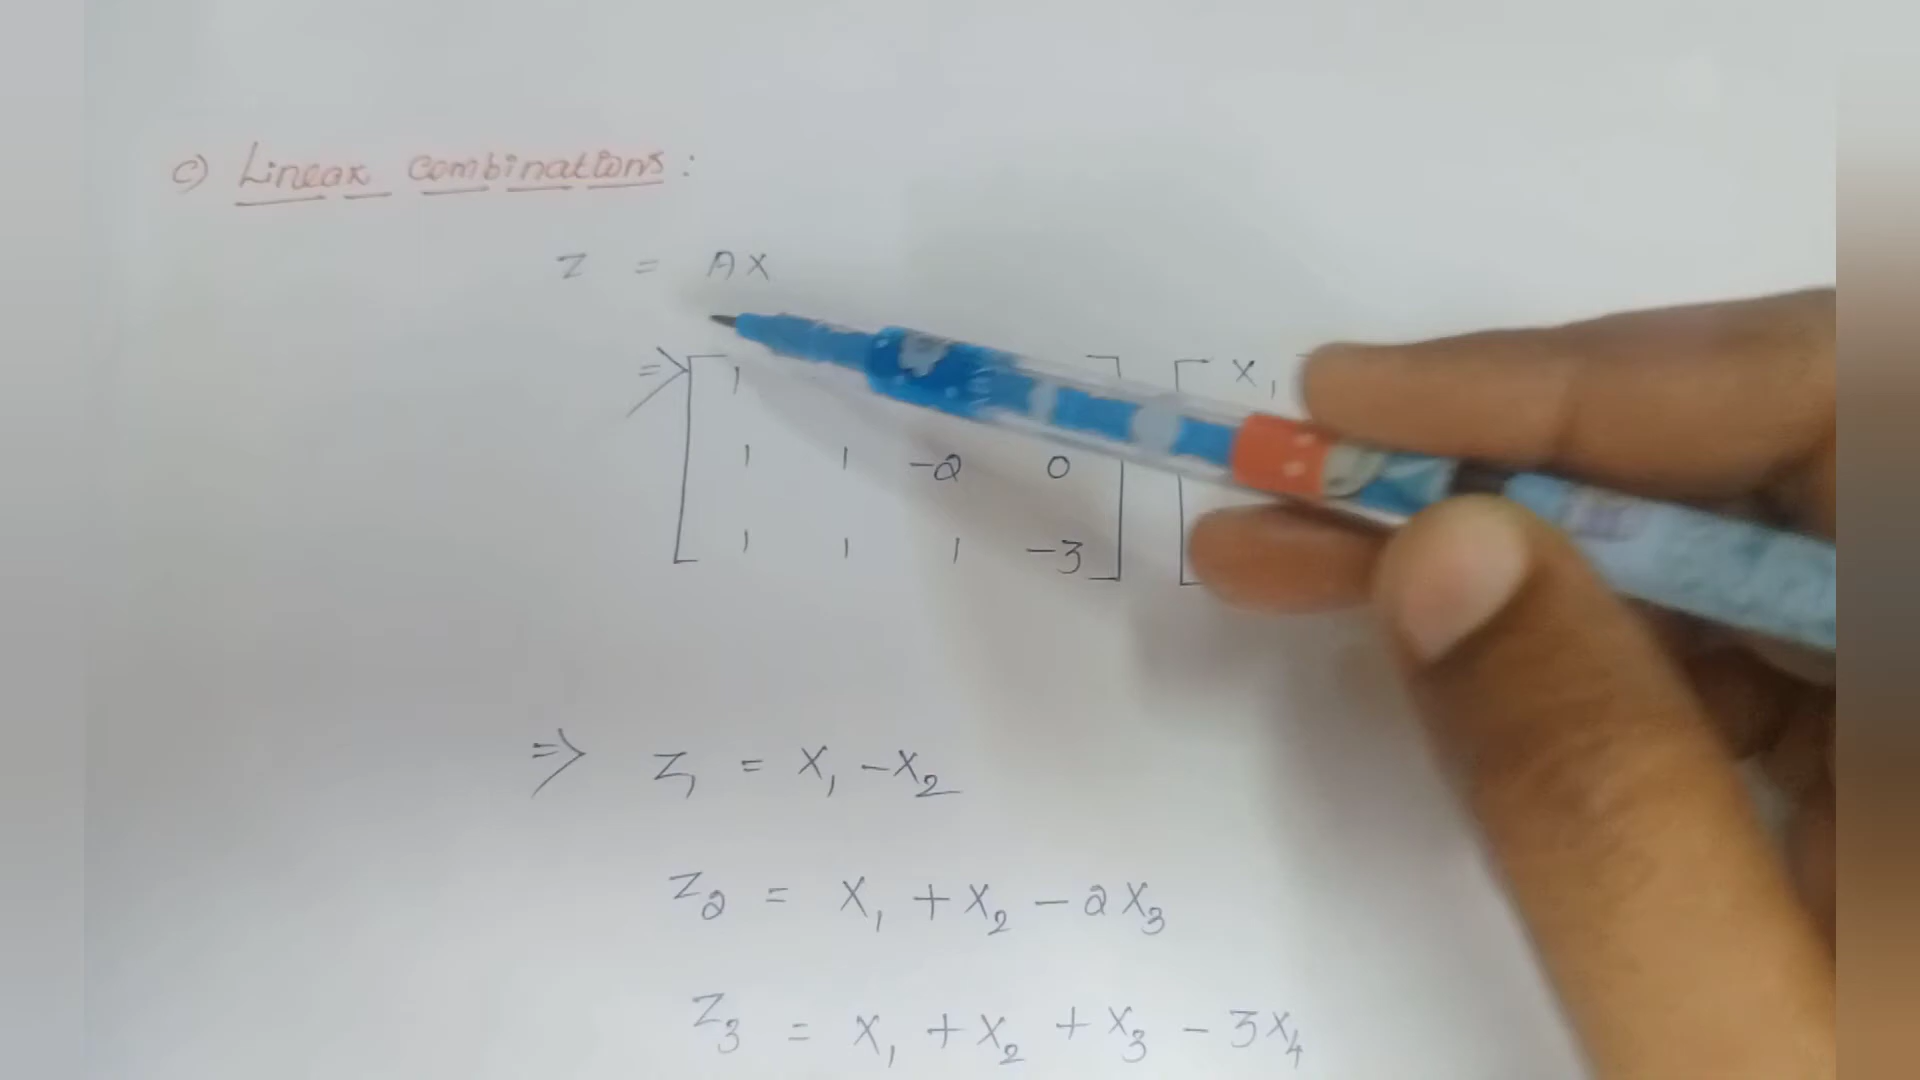 c) Linear combinations:
Z = AX
=> [ 1
1 1 -2 0
1 1 1 -3 ] [ X₁
=> Z₁ = X₁ - X₂
Z₂ = X₁ + X₂ - 2X₃
Z₃ = X₁ + X₂ + X₃ - 3X₄